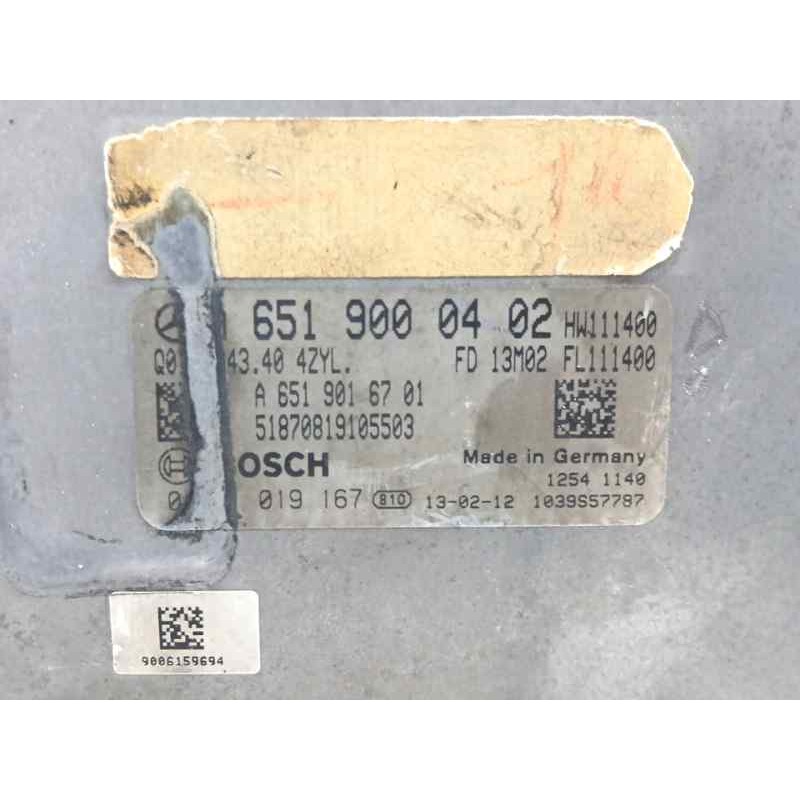 651 900 04 02 HW111400
43.40 4ZYL. FD 13M02 FL111400
A 651 901 67 01
51870819105503
OSCH Made in Germany
1254 1140
019 167 810 13-02-12 1039S57787
9006159694